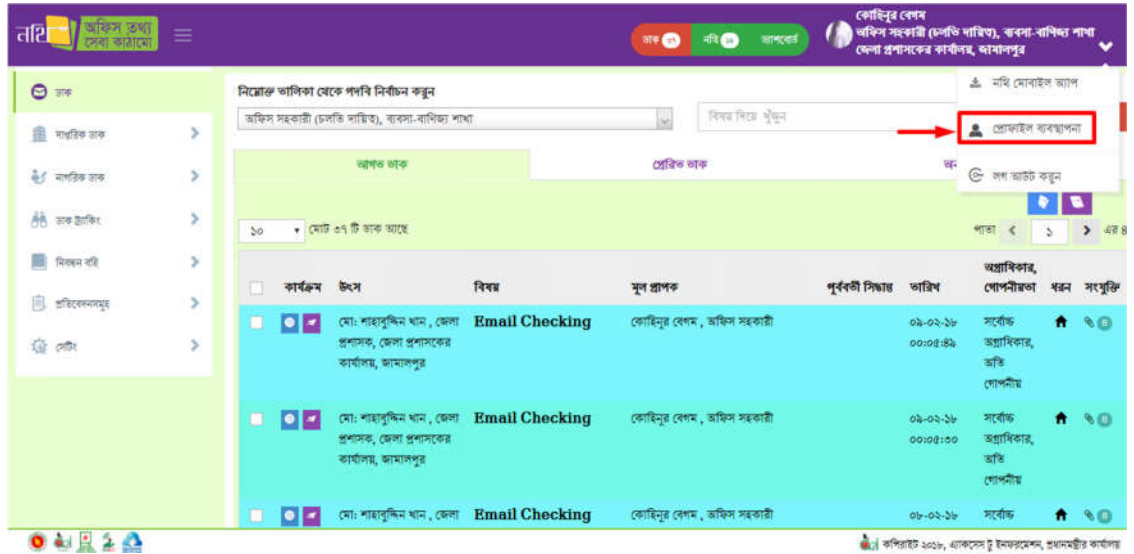 নথি
অফিস তথ্য
সেবা কাঠামো
ডাক ৩৭ নথি আপকোর্ড
কোহিনুর বেগম
অফিস সহকারী (চলতি দায়িত্ব), ব্যবসা-বাণিজ্য শাখা
জেলা প্রশাসকের কার্যালয়, জামালপুর
নথি মোবাইল অ্যাপ
প্রোফাইল ব্যবস্থাপনা
লগ আউট করুন
ডাক
দাপ্তরিক ডাক
নাগরিক ডাক
ডাক ট্র্যাকিং
নিবন্ধন বহি
প্রতিবেদনসমূহ
সেটিং
নিম্নোক্ত তালিকা থেকে পদবি নির্বাচন করুন
অফিস সহকারী (চলতি দায়িত্ব), ব্যবসা-বাণিজ্য শাখা
বিষয় দিয়ে খুঁজুন
আগত ডাক প্রেরিত ডাক অন
১০ মোট ৩৭ টি ডাক আছে
পাতা ১ এর ৪
কার্যক্রম উৎস বিষয় মূল প্রাপক পূর্ববর্তী সিদ্ধান্ত তারিখ অগ্রাধিকার, গোপনীয়তা ধরন সংযুক্তি
মো: শাহাবুদ্দিন খান , জেলা Email Checking কোহিনুর বেগম , অফিস সহকারী ০৯-০২-১৮ সর্বোচ্চ
প্রশাসক, জেলা প্রশাসকের ০০:০৫:৪৯ অগ্রাধিকার,
কার্যালয়, জামালপুর অতি
গোপনীয়
মো: শাহাবুদ্দিন খান , জেলা Email Checking কোহিনুর বেগম , অফিস সহকারী ০৯-০২-১৮ সর্বোচ্চ
প্রশাসক, জেলা প্রশাসকের ০০:০৫:৩০ অগ্রাধিকার,
কার্যালয়, জামালপুর অতি
গোপনীয়
মো: শাহাবুদ্দিন খান , জেলা Email Checking কোহিনুর বেগম , অফিস সহকারী ০৮-০২-১৮ সর্বোচ্চ
কপিরাইট ২০১৮, এ্যাকসেস টু ইনফরমেশন, প্রধানমন্ত্রীর কার্যালয়